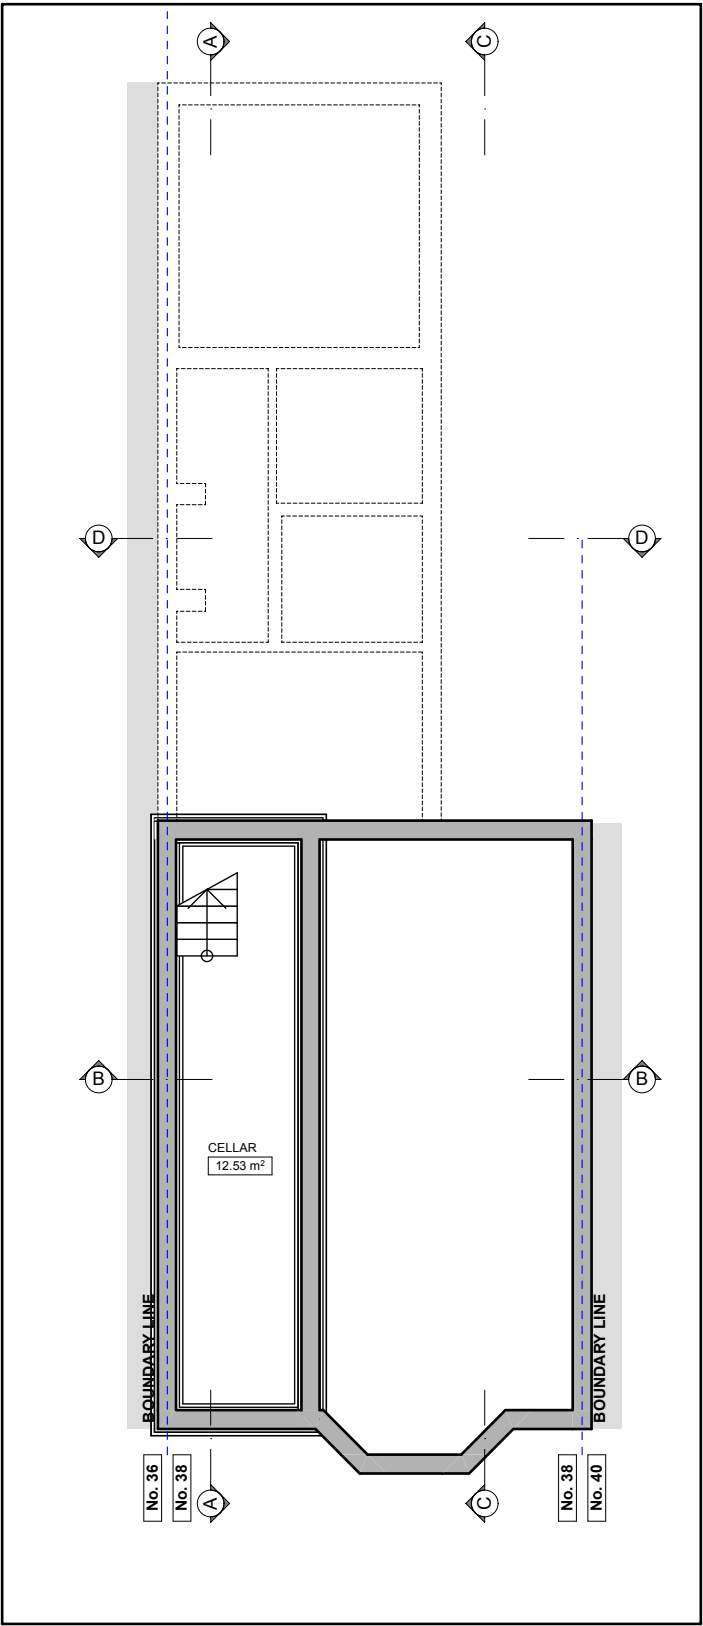 A
C
D
D
B
B
CELLAR
12.53 m²
BOUNDARY LINE
BOUNDARY LINE
No. 36
No. 38
No. 38
No. 40
A
C